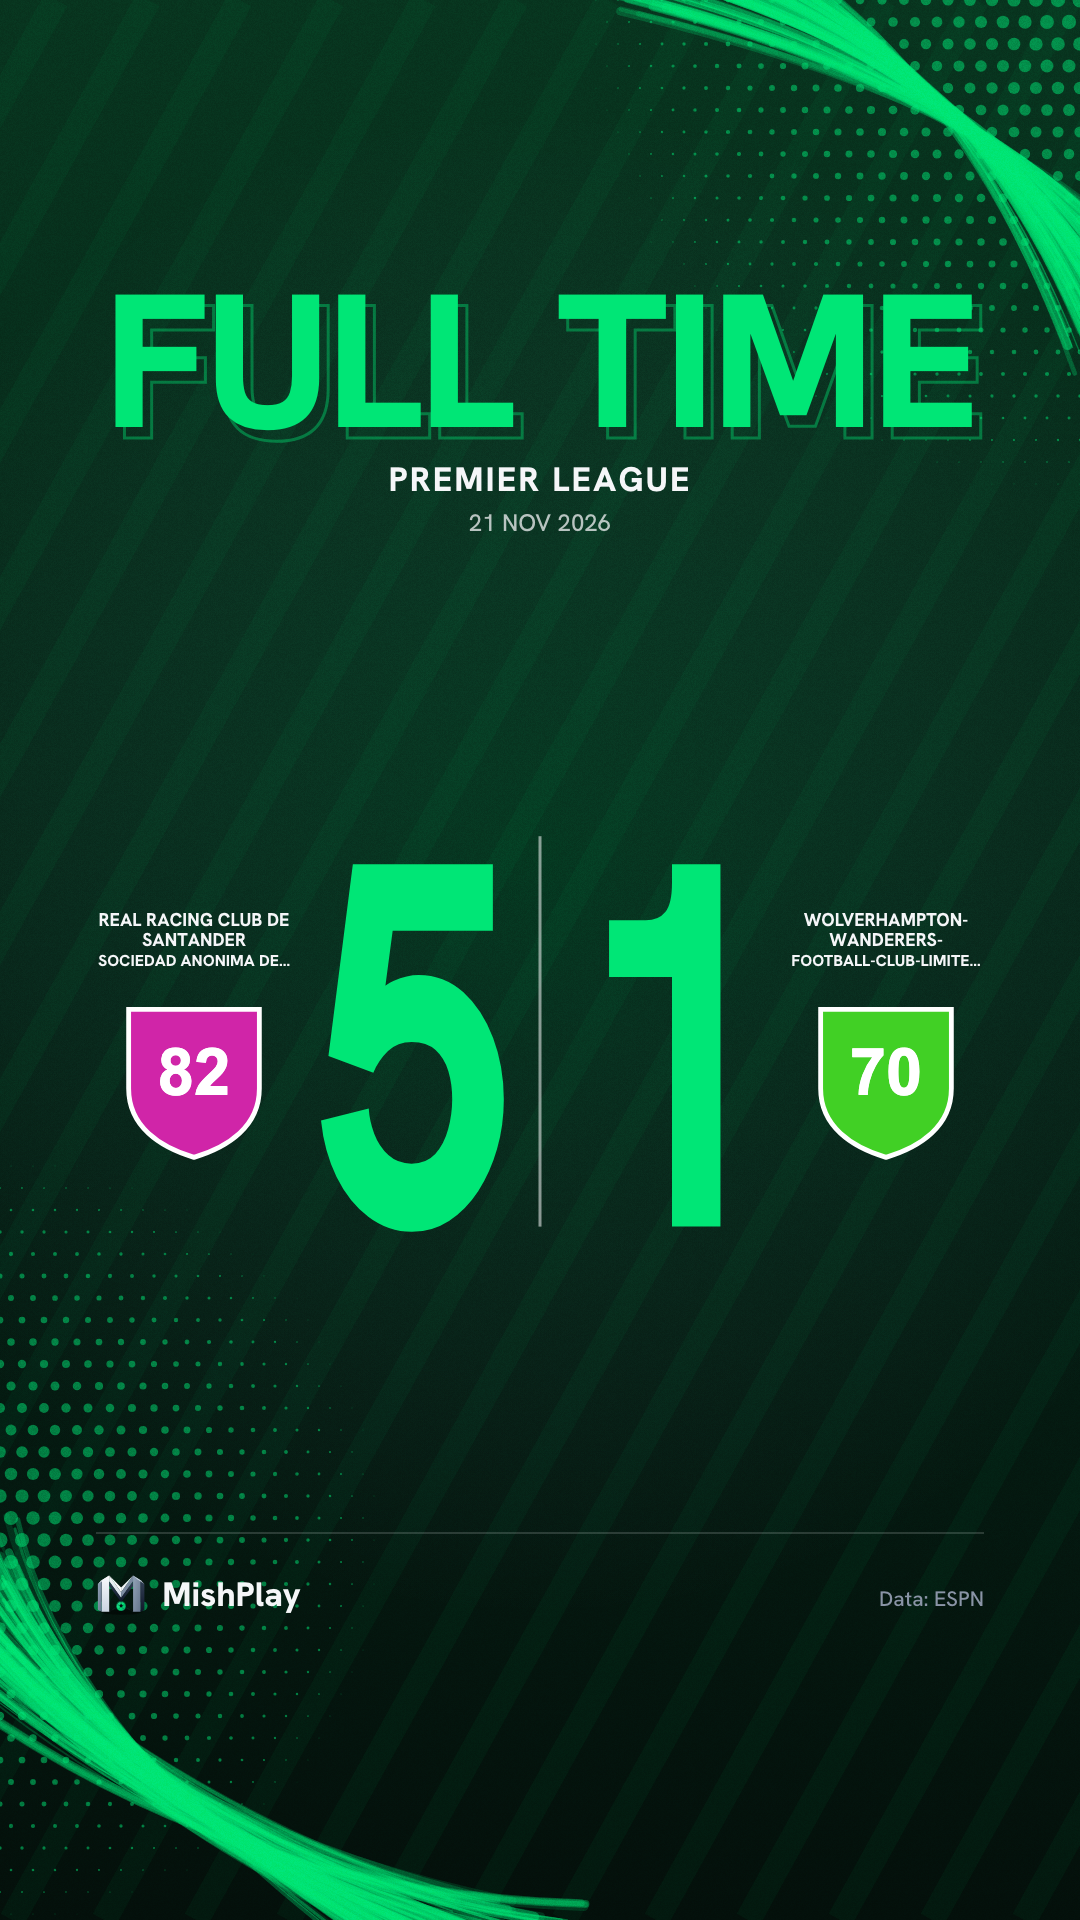 FULL TIME
PREMIER LEAGUE
21 NOV 2026
REAL RACING CLUB DE
SANTANDER
SOCIEDAD ANONIMA DE...
82
5
1
WOLVERHAMPTON-
WANDERERS-
FOOTBALL-CLUB-LIMITE...
70
MishPlay
Data: ESPN